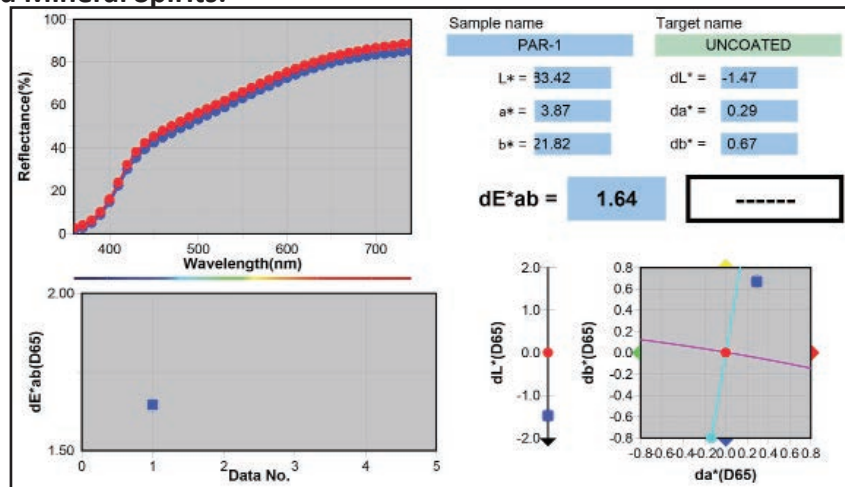 a Mineral Spirits.
Sample name Target name
PAR-1 UNCOATED
L* = 83.42 dL* = -1.47
a* = 3.87 da* = 0.29
b* = 21.82 db* = 0.67
dE*ab = 1.64 ------
Reflectance(%)
100
80
60
40
20
0
400 500 600 700
Wavelength(nm)
dE*ab(D65)
2.00
1.50
0 1 2 3 4 5
Data No.
dL*(D65)
2.0
1.0
0.0
-1.0
-2.0
db*(D65)
0.8
0.6
0.4
0.2
0.0
-0.2
-0.4
-0.6
-0.8
-0.8-0.6-0.4-0.20.0 0.2 0.4 0.6 0.8
da*(D65)